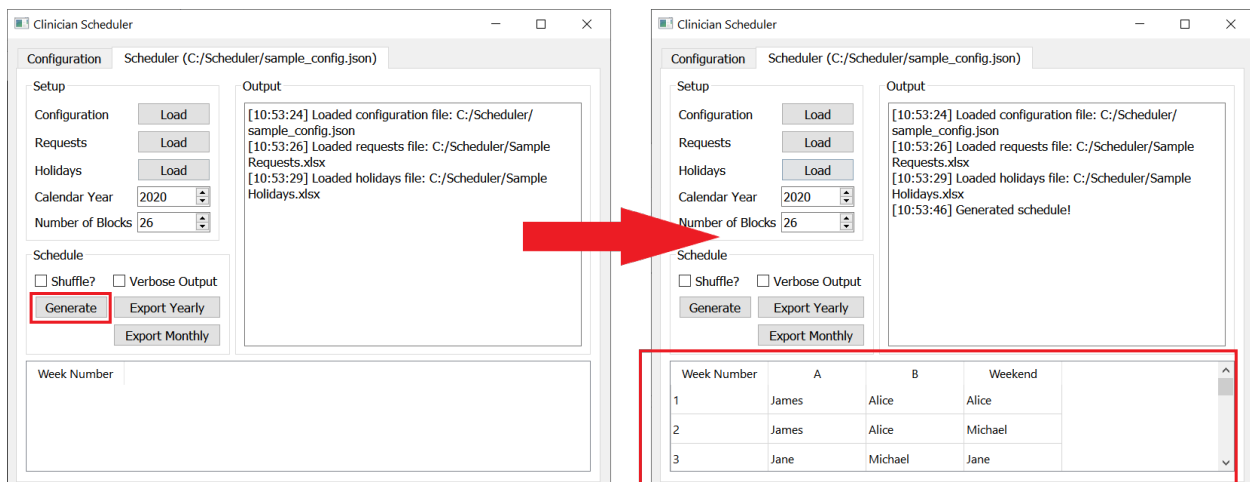 Clinician Scheduler
Configuration Scheduler (C:/Scheduler/sample_config.json)
Setup
Configuration Load
Requests Load
Holidays Load
Calendar Year 2020
Number of Blocks 26
Schedule
Shuffle? Verbose Output
Generate Export Yearly
Export Monthly
Output
[10:53:24] Loaded configuration file: C:/Scheduler/
sample_config.json
[10:53:26] Loaded requests file: C:/Scheduler/Sample
Requests.xlsx
[10:53:29] Loaded holidays file: C:/Scheduler/Sample
Holidays.xlsx
Week Number
Clinician Scheduler
Configuration Scheduler (C:/Scheduler/sample_config.json)
Setup
Configuration Load
Requests Load
Holidays Load
Calendar Year 2020
Number of Blocks 26
Schedule
Shuffle? Verbose Output
Generate Export Yearly
Export Monthly
Output
[10:53:24] Loaded configuration file: C:/Scheduler/
sample_config.json
[10:53:26] Loaded requests file: C:/Scheduler/Sample
Requests.xlsx
[10:53:29] Loaded holidays file: C:/Scheduler/Sample
Holidays.xlsx
[10:53:46] Generated schedule!
Week Number A B Weekend
1 James Alice Alice
2 James Alice Michael
3 Jane Michael Jane